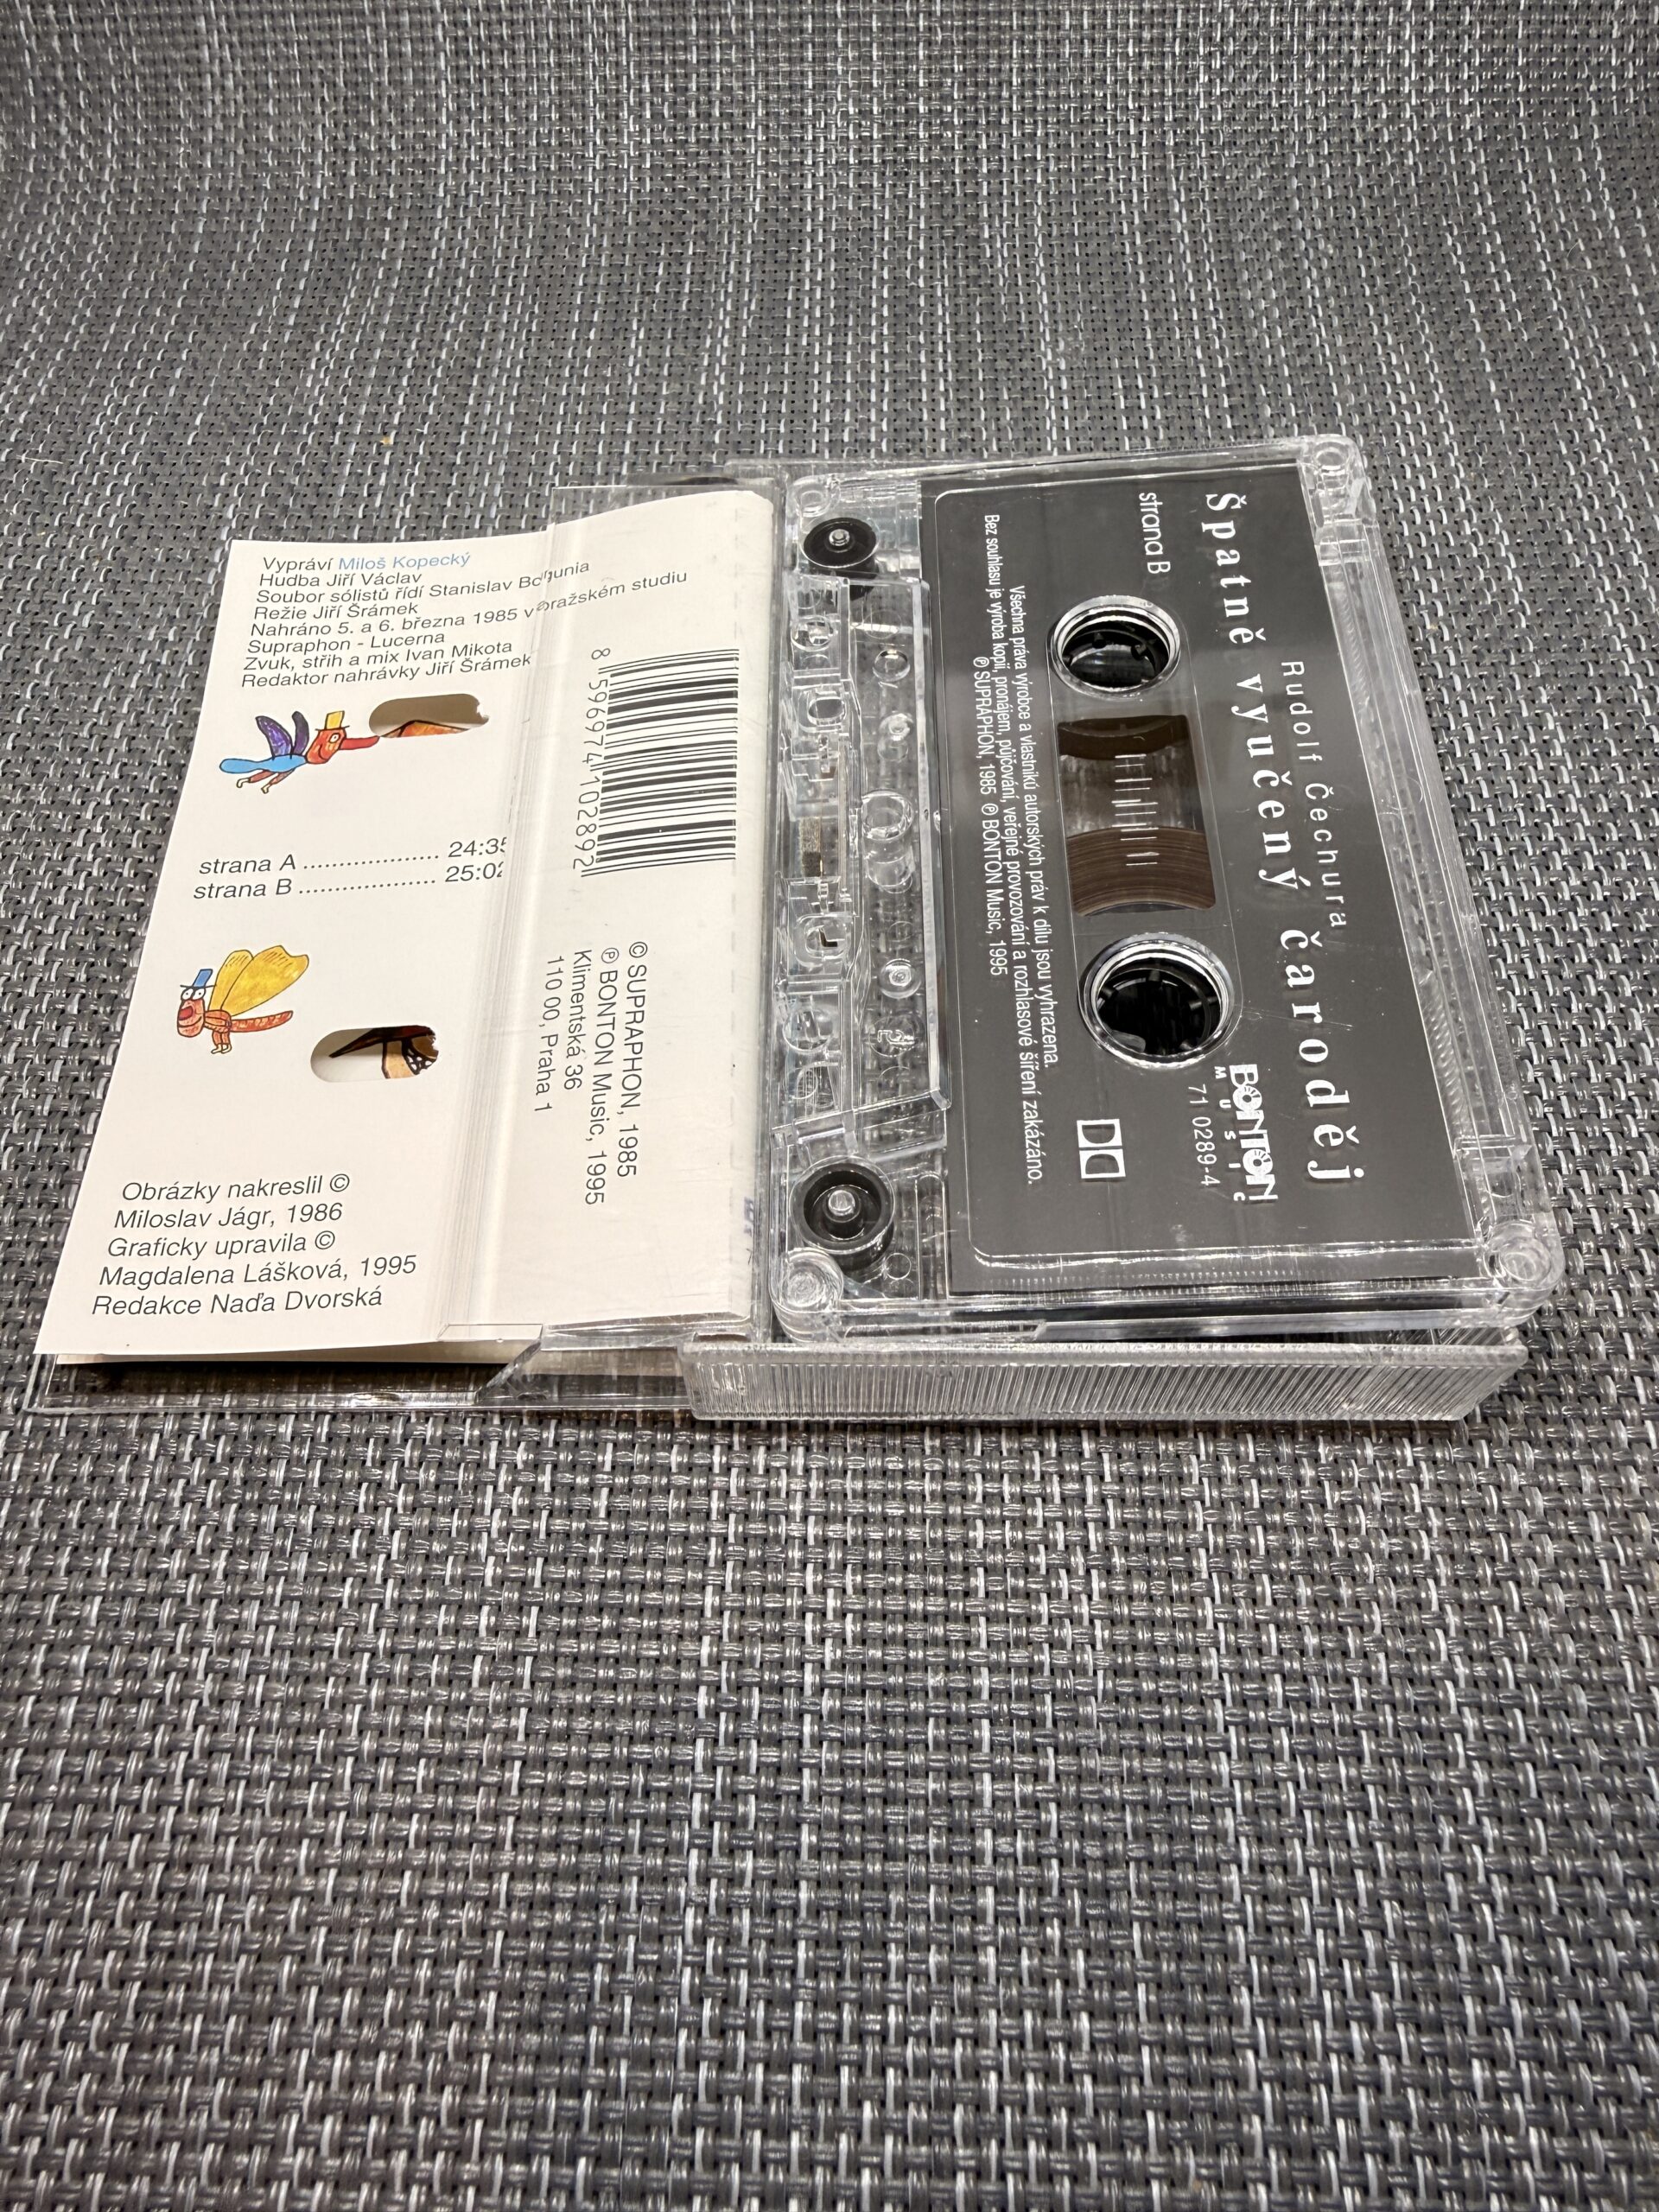 Vypráví Miloš Kopecký
Hudba Jiří Václav
Soubor sólistů řídí Stanislav Bohunia
Režie Jiří Šrámek
Nahráno 5. a 6. března 1985 v pražském studiu
Supraphon - Lucerna
Zvuk, střih a mix Ivan Mikota
Redaktor nahrávky Jiří Šrámek
strana A ................... 24:35
strana B ................... 25:02
Obrázky nakreslil ©
Miloslav Jágr, 1986
Graficky upravila ©
Magdalena Lášková, 1995
Redakce Naďa Dvorská
8 596974 102892
© SUPRAPHON, 1985
℗ BONTON Music, 1995
Klimentská 36
110 00, Praha 1
Rudolf Čechura
Špatně vyučený čaroděj
strana B
BONTON
MUSIC
71 0289-4
Všechna práva výrobce a vlastníků autorských práv k dílu jsou vyhrazena.
Bez souhlasu je výroba kopií, pronájem, půjčování, veřejné provozování a rozhlasové šíření zakázáno.
℗ SUPRAPHON, 1985 ℗ BONTON Music, 1995